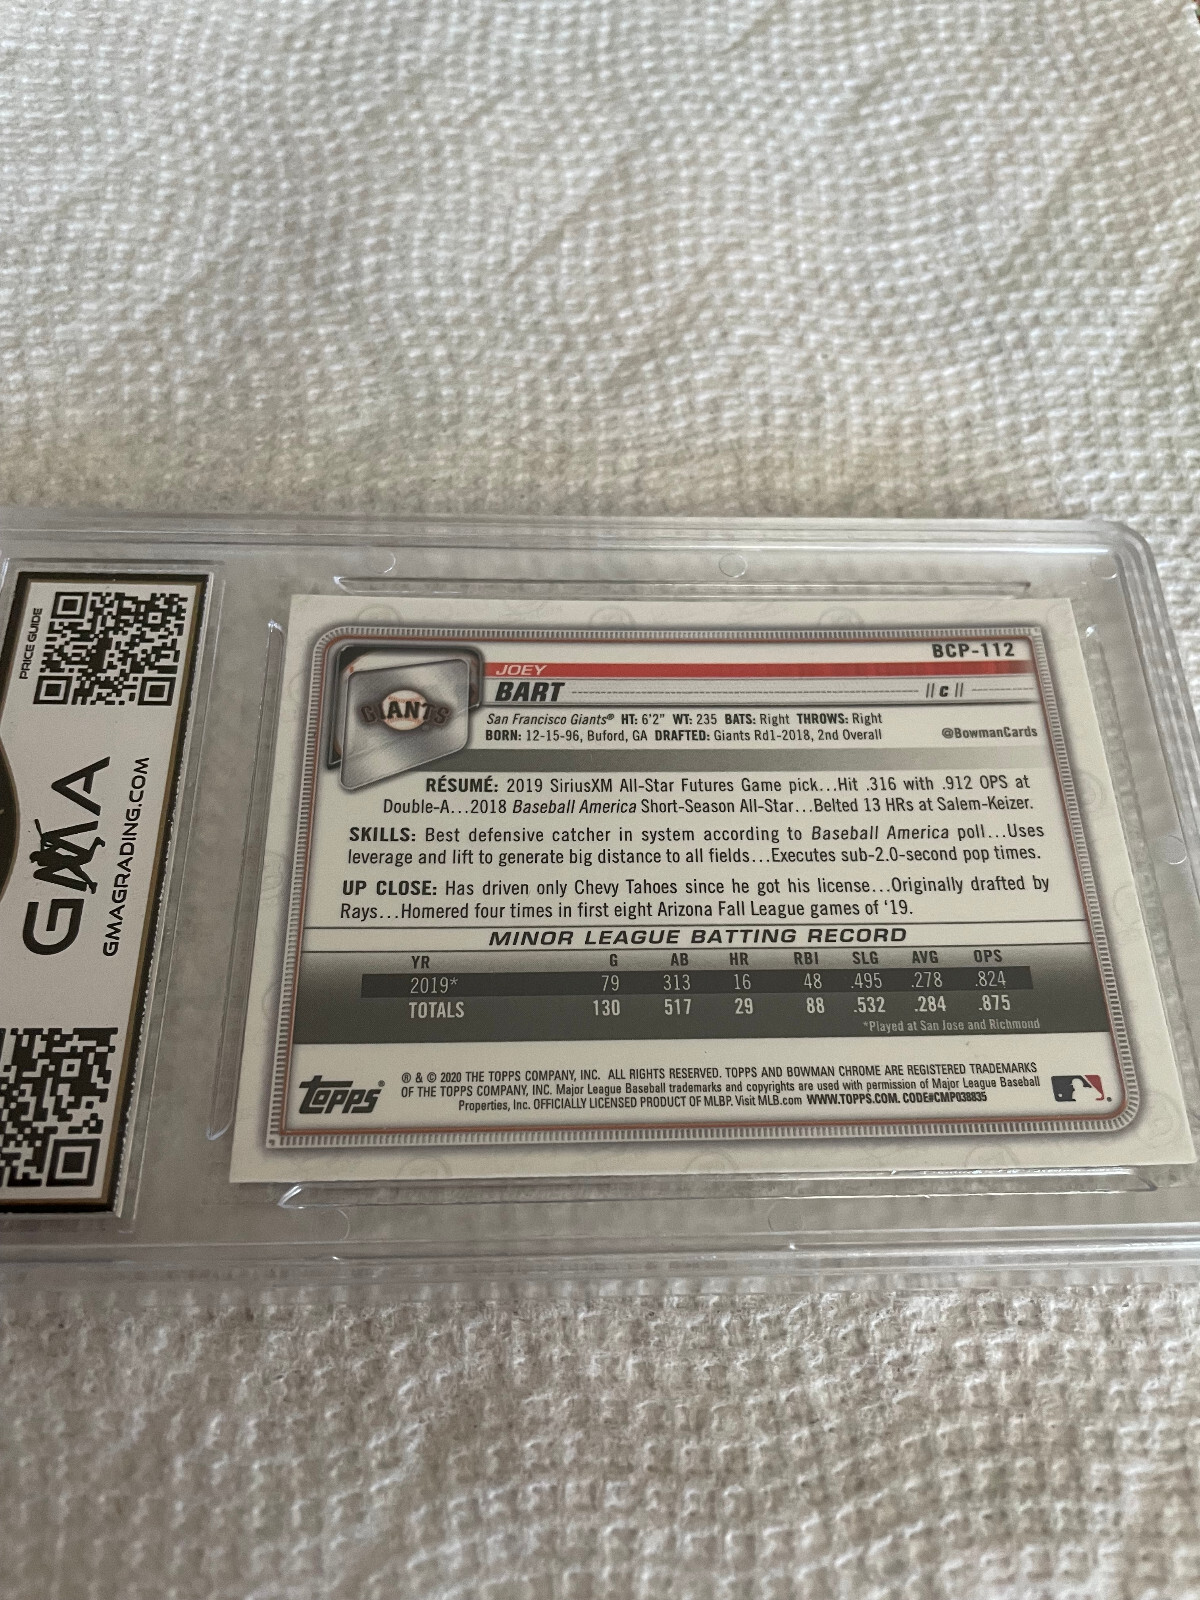 PRICE GUIDE
GMA
GMAGRADING.COM
BCP-112
JOEY
BART
|| C ||
GIANTS
San Francisco Giants® HT: 6'2" WT: 235 BATS: Right THROWS: Right
BORN: 12-15-96, Buford, GA DRAFTED: Giants Rd1-2018, 2nd Overall
@BowmanCards
RÉSUMÉ: 2019 SiriusXM All-Star Futures Game pick...Hit .316 with .912 OPS at
Double-A...2018 Baseball America Short-Season All-Star...Belted 13 HRs at Salem-Keizer.
SKILLS: Best defensive catcher in system according to Baseball America poll...Uses
leverage and lift to generate big distance to all fields...Executes sub-2.0-second pop times.
UP CLOSE: Has driven only Chevy Tahoes since he got his license...Originally drafted by
Rays...Homered four times in first eight Arizona Fall League games of '19.
MINOR LEAGUE BATTING RECORD
YR G AB HR RBI SLG AVG OPS
2019* 79 313 16 48 .495 .278 .824
TOTALS 130 517 29 88 .532 .284 .875
*Played at San Jose and Richmond
Topps®
® & © 2020 THE TOPPS COMPANY, INC. ALL RIGHTS RESERVED. TOPPS AND BOWMAN CHROME ARE REGISTERED TRADEMARKS
OF THE TOPPS COMPANY, INC. Major League Baseball trademarks and copyrights are used with permission of Major League Baseball
Properties, Inc. OFFICIALLY LICENSED PRODUCT OF MLBP. Visit MLB.com WWW.TOPPS.COM. CODE#CMP038835